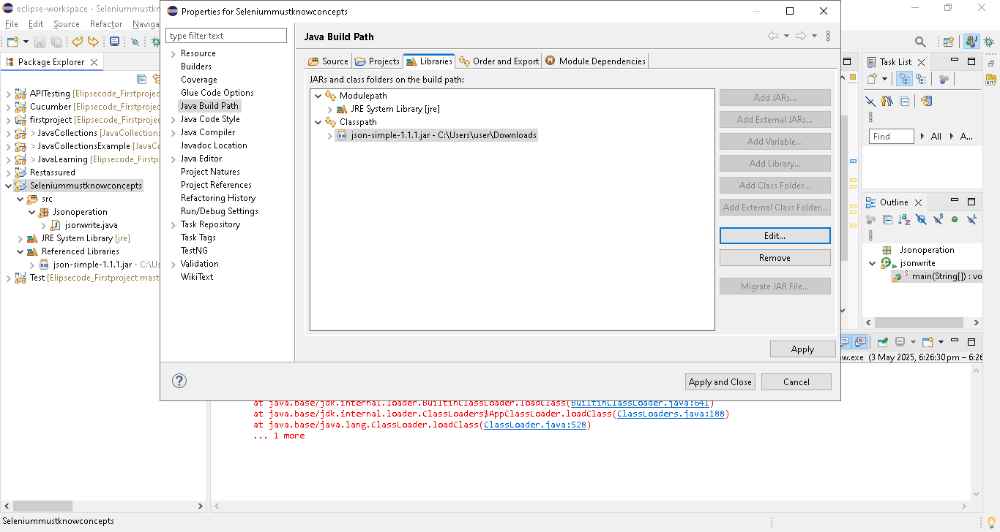 eclipse-workspace - Seleniummustkn
File Edit Source Refactor Naviga
Package Explorer
APITesting [Elipsecode_Firstprojec
Cucumber [Elipsecode_Firstprojec
firstproject [Elipsecode_Firstprojec
> JavaCollections [JavaCollections
> JavaCollectionsExample [JavaCo
> JavaLearning [Elipsecode_Firstp
Restassured
Seleniummustknowconcepts
src
Jsonoperation
jsonwrite.java
JRE System Library [jre]
Referenced Libraries
json-simple-1.1.1.jar - C:\Us
Test [Elipsecode_Firstproject mast
Properties for Seleniummustknowconcepts
type filter text
Resource
Builders
Coverage
Glue Code Options
Java Build Path
Java Code Style
Java Compiler
Javadoc Location
Java Editor
Project Natures
Project References
Refactoring History
Run/Debug Settings
Task Repository
Task Tags
TestNG
Validation
WikiText
Java Build Path
Source Projects Libraries Order and Export Module Dependencies
JARs and class folders on the build path:
Modulepath
JRE System Library [jre]
Classpath
json-simple-1.1.1.jar - C:\Users\user\Downloads
Add JARs...
Add External JARs...
Add Variable...
Add Library...
Add Class Folder...
Add External Class Folder...
Edit...
Remove
Migrate JAR File...
Apply
Apply and Close Cancel
Task List
Find All A...
Outline
Jsonoperation
jsonwrite
main(String[]) : vo
w.exe (3 May 2025, 6:26:30 pm – 6:26
at java.base/jdk.internal.loader.BuiltinClassLoader.loadClass(BuiltinClassLoader.java:641)
at java.base/jdk.internal.loader.ClassLoaders$AppClassLoader.loadClass(ClassLoaders.java:188)
at java.base/java.lang.ClassLoader.loadClass(ClassLoader.java:528)
... 1 more
Seleniummustknowconcepts